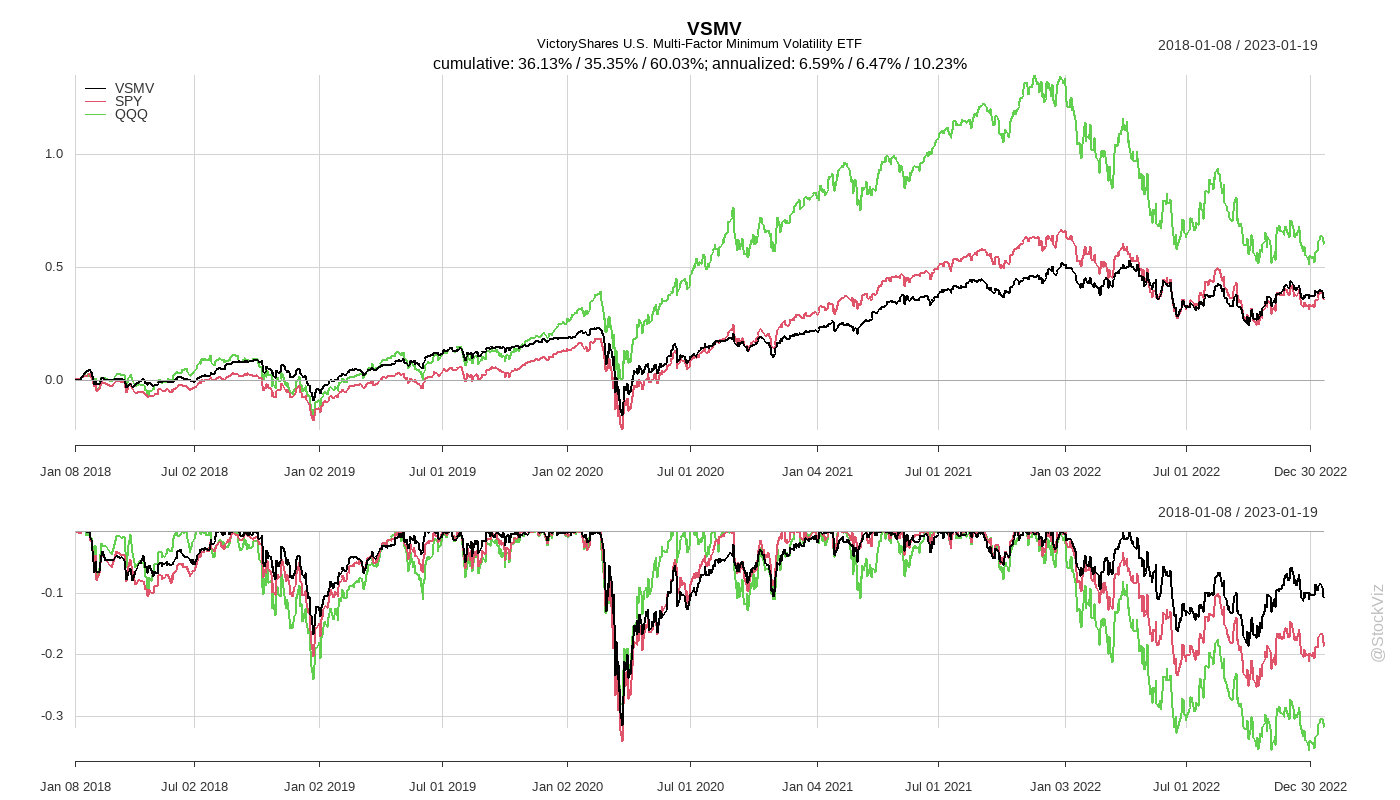 VSMV
VictoryShares U.S. Multi-Factor Minimum Volatility ETF
2018-01-08 / 2023-01-19
cumulative: 36.13% / 35.35% / 60.03%; annualized: 6.59% / 6.47% / 10.23%
VSMV
SPY
QQQ
1.0
0.5
0.0
Jan 08 2018 Jul 02 2018 Jan 02 2019 Jul 01 2019 Jan 02 2020 Jul 01 2020 Jan 04 2021 Jul 01 2021 Jan 03 2022 Jul 01 2022 Dec 30 2022
2018-01-08 / 2023-01-19
-0.1
-0.2
-0.3
Jan 08 2018 Jul 02 2018 Jan 02 2019 Jul 01 2019 Jan 02 2020 Jul 01 2020 Jan 04 2021 Jul 01 2021 Jan 03 2022 Jul 01 2022 Dec 30 2022
@StockViz